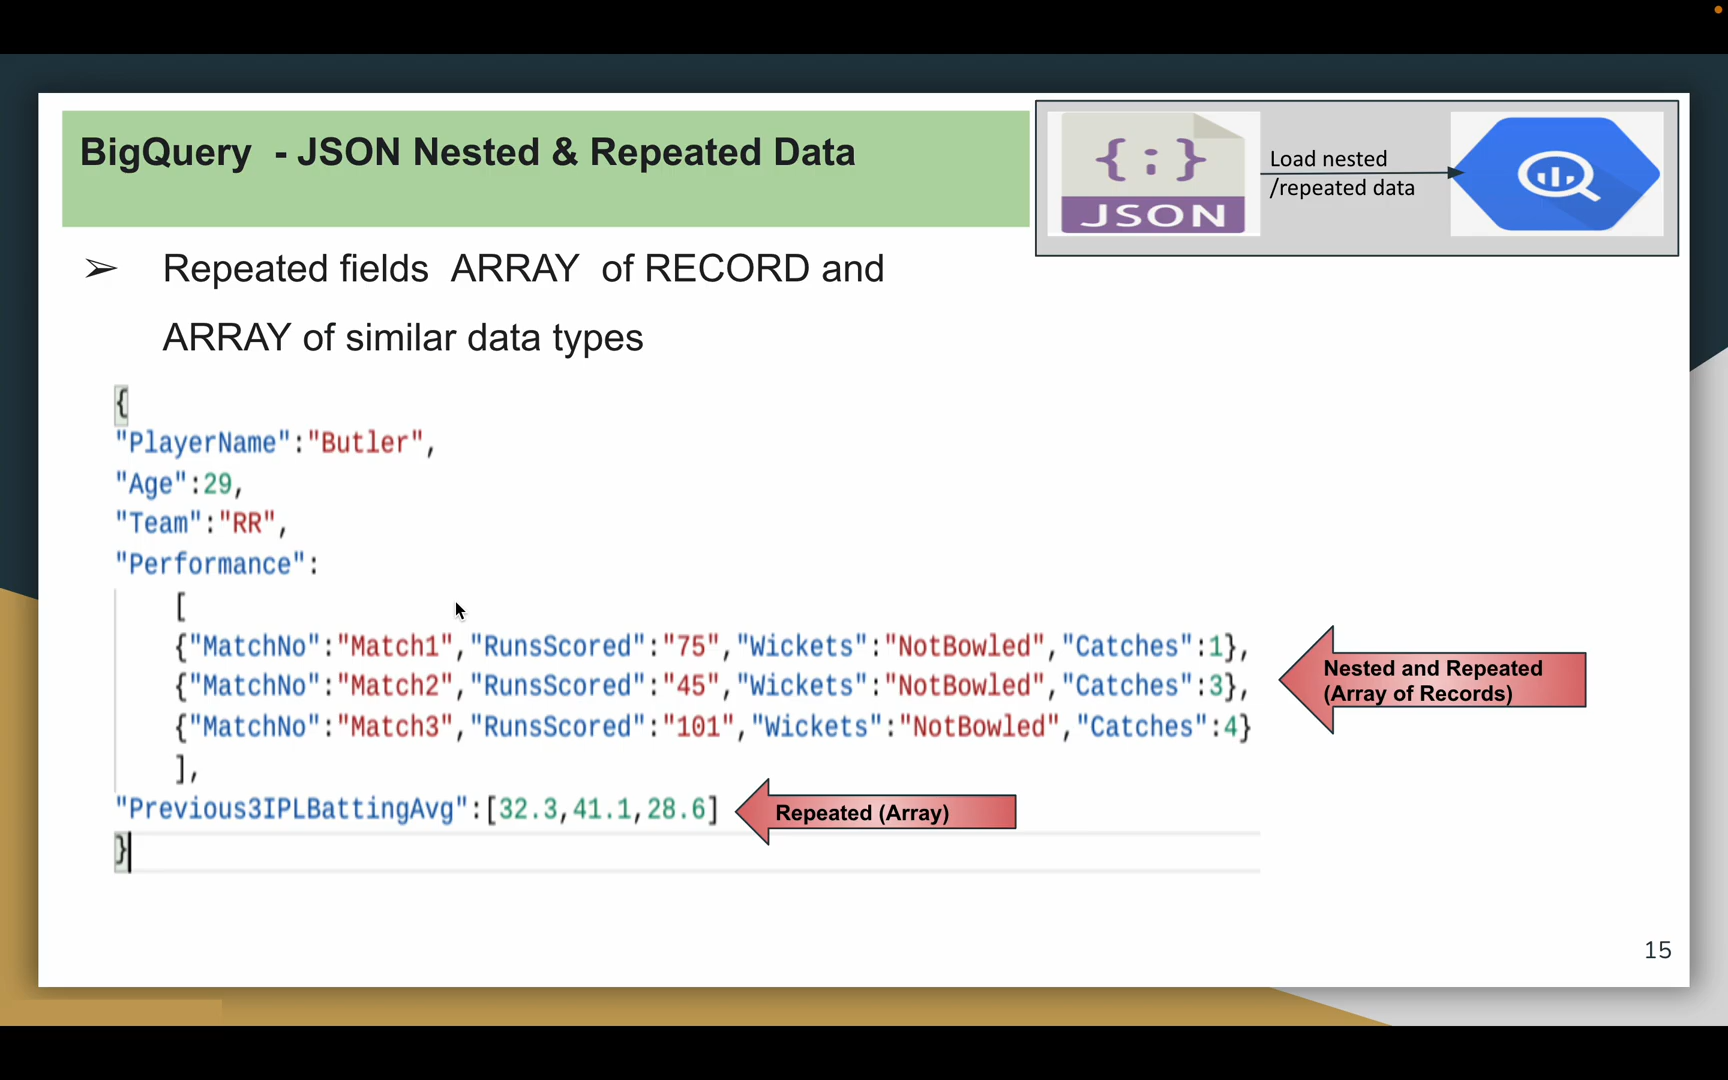 BigQuery  - JSON Nested & Repeated Data
{:}
JSON
Load nested
/repeated data
➢ Repeated fields  ARRAY  of RECORD and
ARRAY of similar data types
{
"PlayerName":"Butler",
"Age":29,
"Team":"RR",
"Performance":
[
{"MatchNo":"Match1","RunsScored":"75","Wickets":"NotBowled","Catches":1},
{"MatchNo":"Match2","RunsScored":"45","Wickets":"NotBowled","Catches":3},
{"MatchNo":"Match3","RunsScored":"101","Wickets":"NotBowled","Catches":4}
],
Nested and Repeated
(Array of Records)
"Previous3IPLBattingAvg":[32.3,41.1,28.6]
Repeated (Array)
}
15